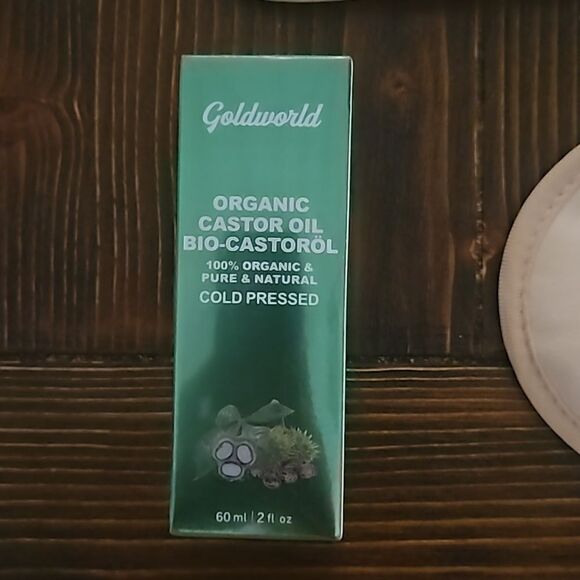 Goldworld
ORGANIC
CASTOR OIL
BIO-CASTORÖL
100% ORGANIC &
PURE & NATURAL
COLD PRESSED
60 ml | 2 fl oz